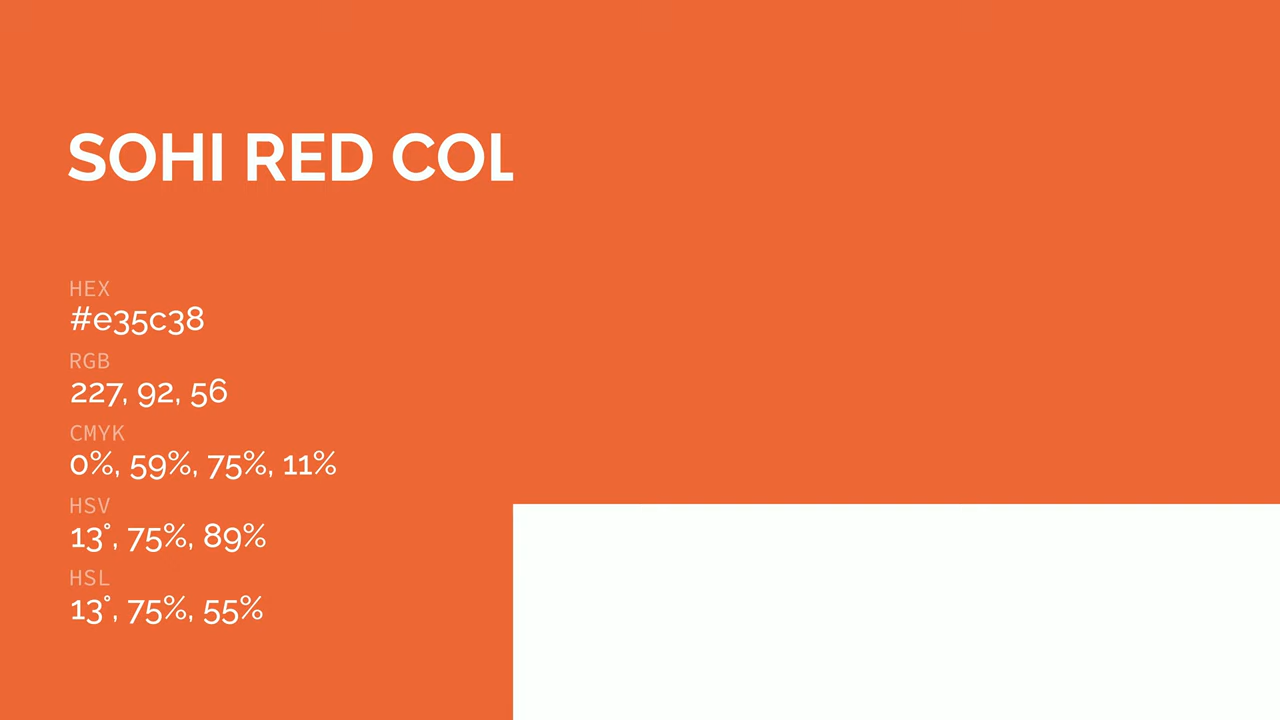 SOHI RED COL
HEX
#e35c38
RGB
227, 92, 56
CMYK
0%, 59%, 75%, 11%
HSV
13°, 75%, 89%
HSL
13°, 75%, 55%